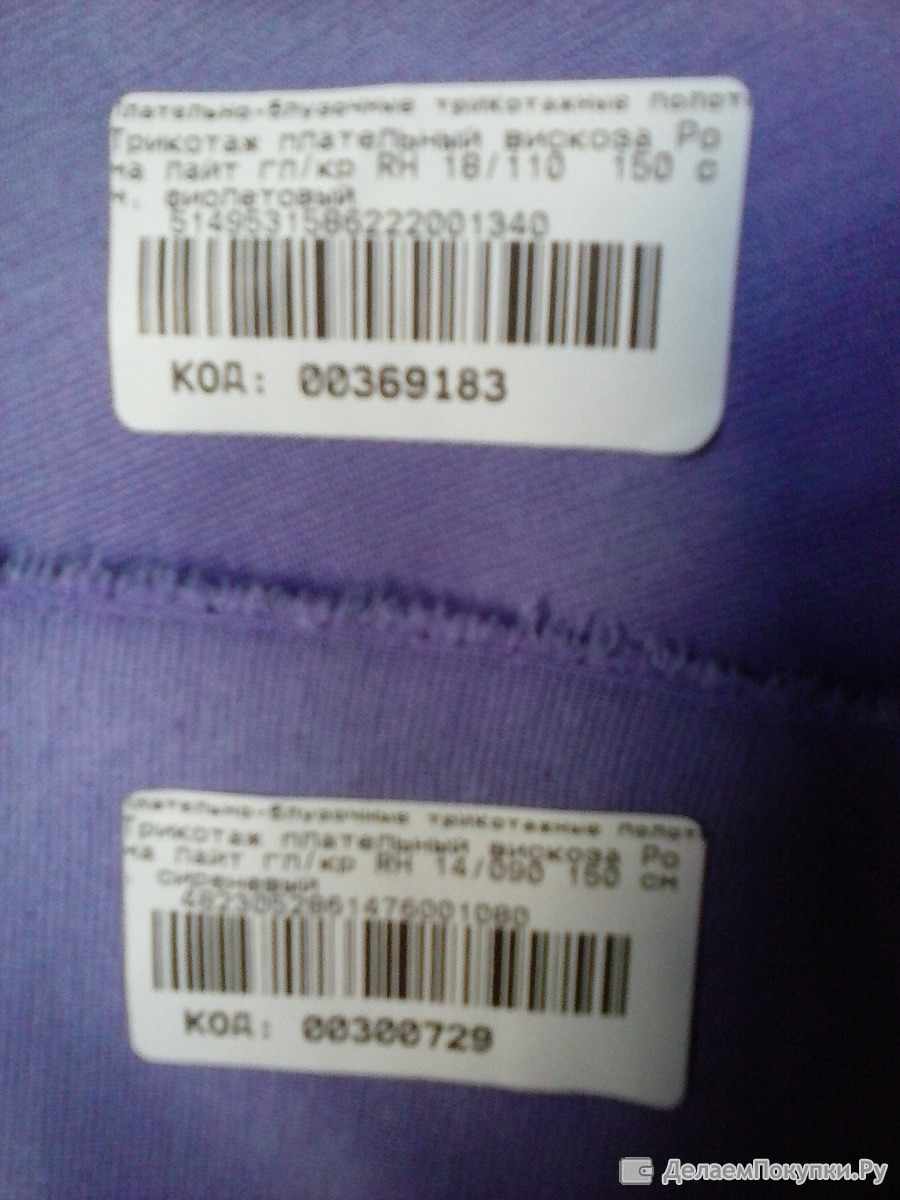 плательно-блузочные трикотажные полот
Трикотаж плательный вискоза Ро
на лайт гл/кр RH 18/110 150 с
м, фиолетовый
5149531586222001340
КОД: 00369183
плательно-блузочные трикотажные полот
Трикотаж плательный вискоза Ро
на лайт гл/кр RH 14/090 150 см
, сиреневый
4823052861476001080
КОД: 00300729
ДелаемПокупки.Ру